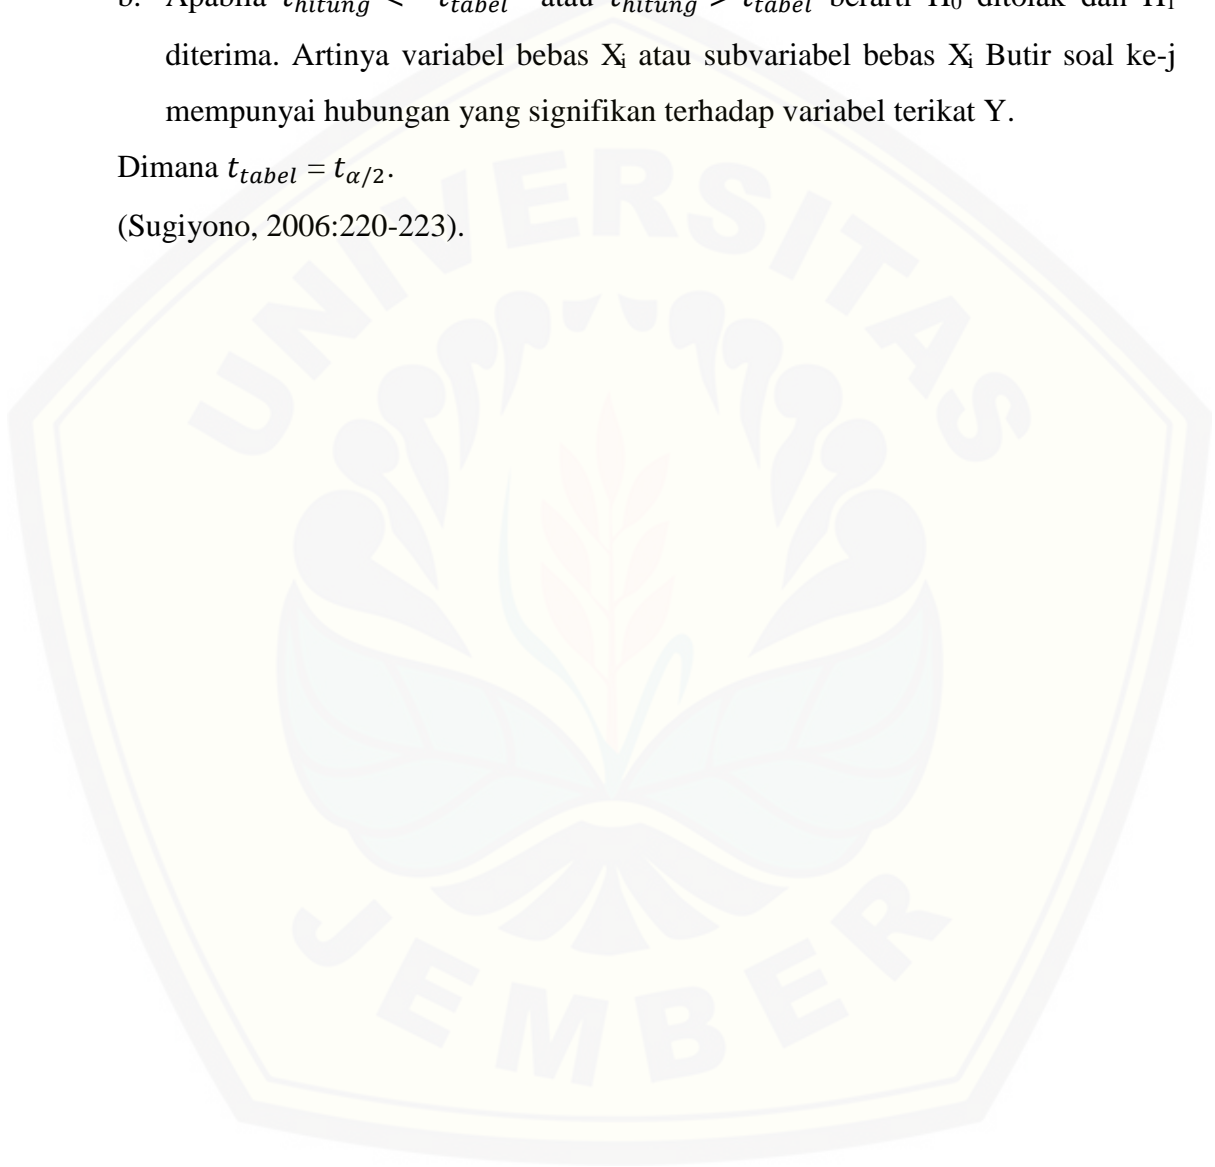 b. Apabila t_hitung < - t_tabel atau t_hitung > t_tabel berarti H₀ ditolak dan H₁
diterima. Artinya variabel bebas Xᵢ atau subvariabel bebas Xᵢ Butir soal ke-j
mempunyai hubungan yang signifikan terhadap variabel terikat Y.
Dimana t_tabel = t_α/2.
(Sugiyono, 2006:220-223).
UNIVERSITAS
JEMBER